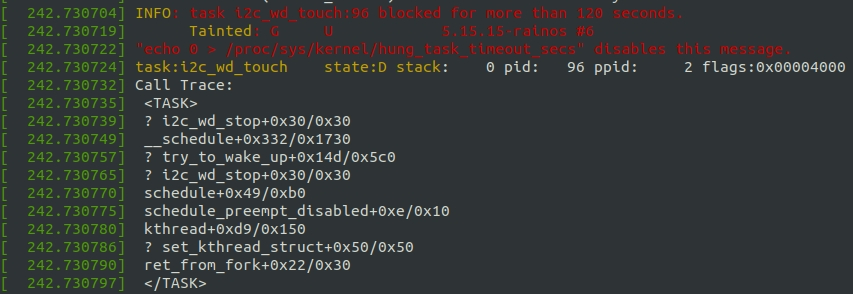 [  242.730704] INFO: task i2c_wd_touch:96 blocked for more than 120 seconds.
[  242.730719]       Tainted: G     U            5.15.15-rainos #6
[  242.730722] "echo 0 > /proc/sys/kernel/hung_task_timeout_secs" disables this message.
[  242.730724] task:i2c_wd_touch    state:D stack:    0 pid:   96 ppid:     2 flags:0x00004000
[  242.730732] Call Trace:
[  242.730735]  <TASK>
[  242.730739]  ? i2c_wd_stop+0x30/0x30
[  242.730749]  __schedule+0x332/0x1730
[  242.730757]  ? try_to_wake_up+0x14d/0x5c0
[  242.730765]  ? i2c_wd_stop+0x30/0x30
[  242.730770]  schedule+0x49/0xb0
[  242.730775]  schedule_preempt_disabled+0xe/0x10
[  242.730780]  kthread+0xd9/0x150
[  242.730786]  ? set_kthread_struct+0x50/0x50
[  242.730790]  ret_from_fork+0x22/0x30
[  242.730797]  </TASK>